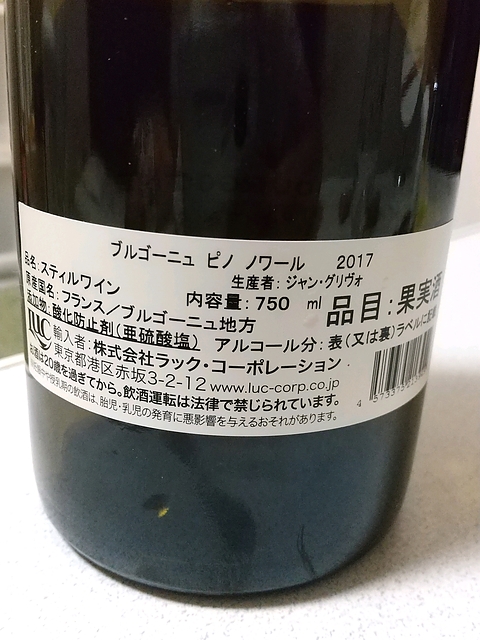 ブルゴーニュ ピノ ノワール 2017
品名:スティルワイン 生産者:ジャン・グリヴォ
原産国名:フランス/ブルゴーニュ地方 内容量:750 ml 品目:果実酒
添加物:酸化防止剤(亜硫酸塩) アルコール分:表(又は裏)ラベルに記載
LUC 輸入者:株式会社ラック・コーポレーション
東京都港区赤坂3-2-12 www.luc-corp.co.jp
お酒は20歳を過ぎてから。飲酒運転は法律で禁じられています。
妊娠中や授乳期の飲酒は、胎児・乳児の発育に悪影響を与えるおそれがあります。